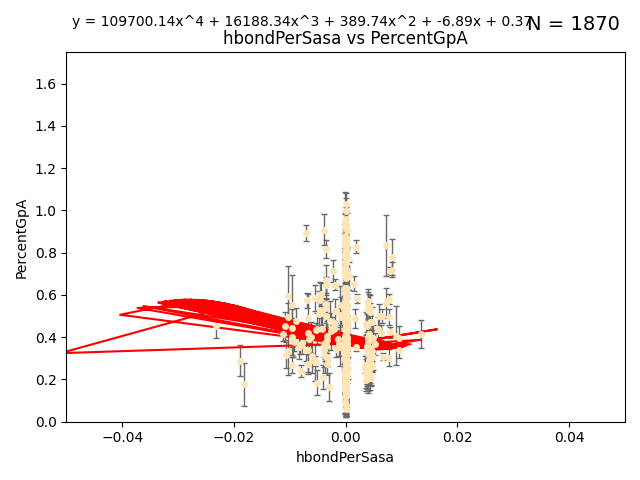 y = 109700.14x^4 + 16188.34x^3 + 389.74x^2 + -6.89x + 0.37
N = 1870
hbondPerSasa vs PercentGpA
PercentGpA
1.6
1.4
1.2
1.0
0.8
0.6
0.4
0.2
0.0
−0.04 −0.02 0.00 0.02 0.04
hbondPerSasa